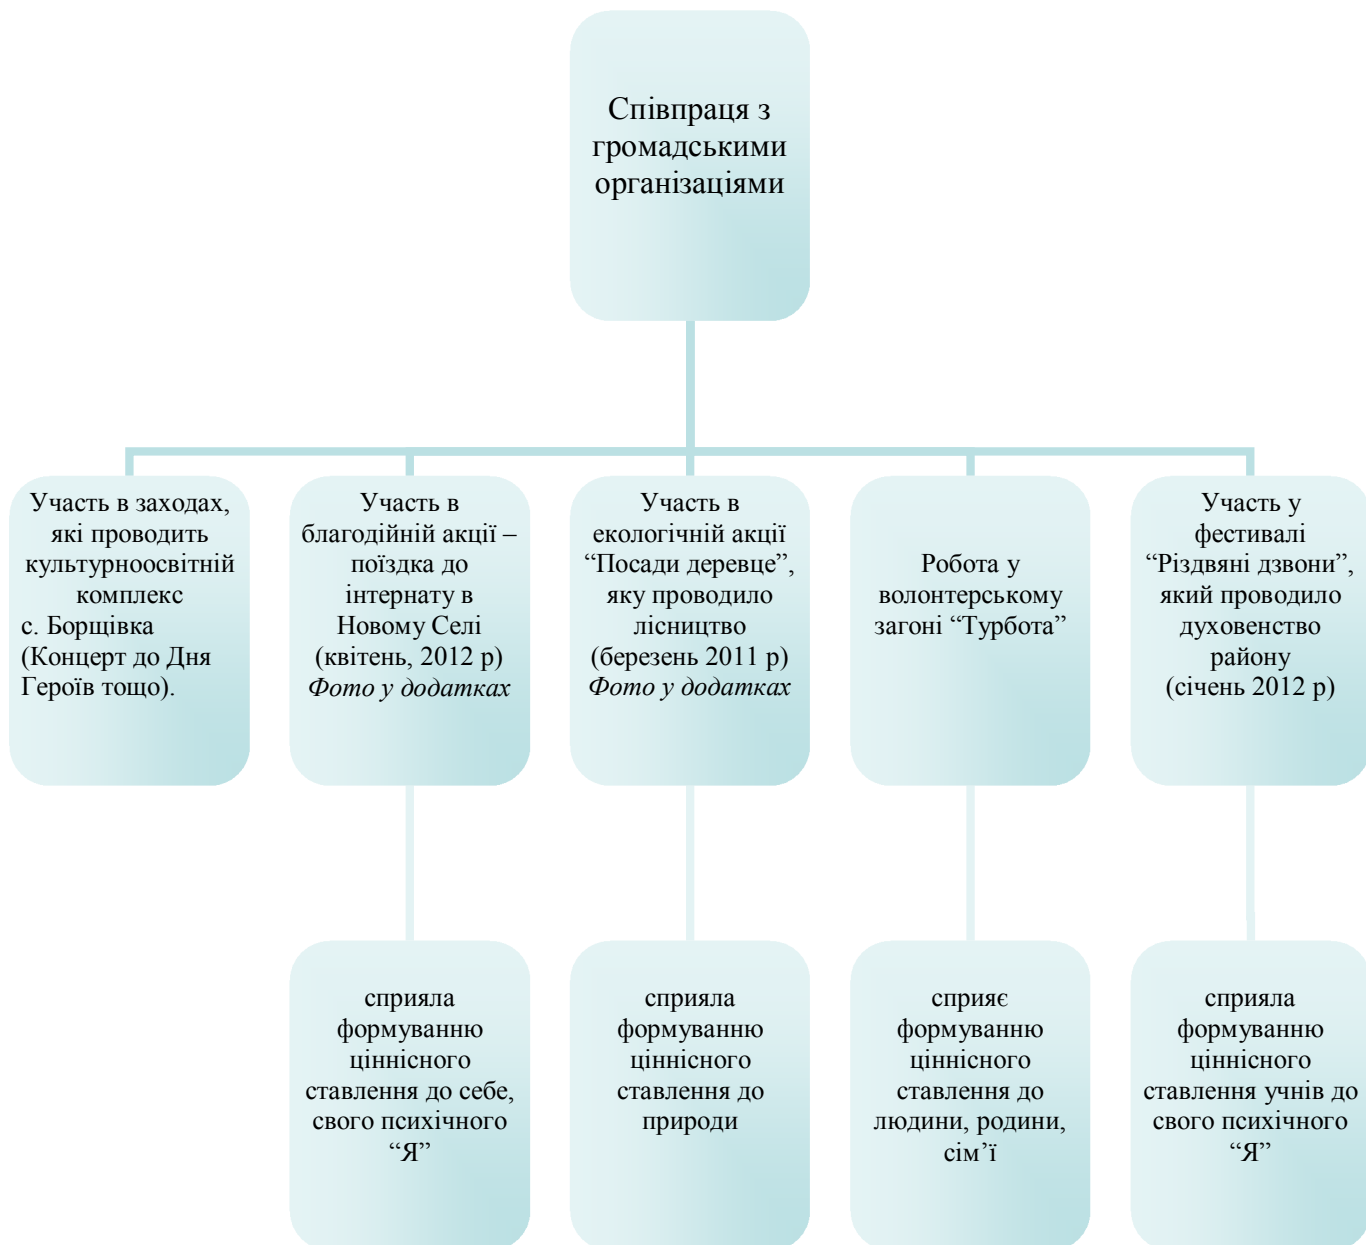 Співпраця з
громадськими
організаціями
Участь в заходах,
які проводить
культурноосвітній
комплекс
с. Борщівка
(Концерт до Дня
Героїв тощо).
Участь в
благодійній акції –
поїздка до
інтернату в
Новому Селі
(квітень, 2012 р)
Фото у додатках
Участь в
екологічній акції
“Посади деревце”,
яку проводило
лісництво
(березень 2011 р)
Фото у додатках
Робота у
волонтерському
загоні “Турбота”
Участь у
фестивалі
“Різдвяні дзвони”,
який проводило
духовенство
району
(січень 2012 р)
сприяла
формуванню
ціннісного
ставлення до себе,
свого психічного
“Я”
сприяла
формуванню
ціннісного
ставлення до
природи
сприяє
формуванню
ціннісного
ставлення до
людини, родини,
сім’ї
сприяла
формуванню
ціннісного
ставлення учнів до
свого психічного
“Я”